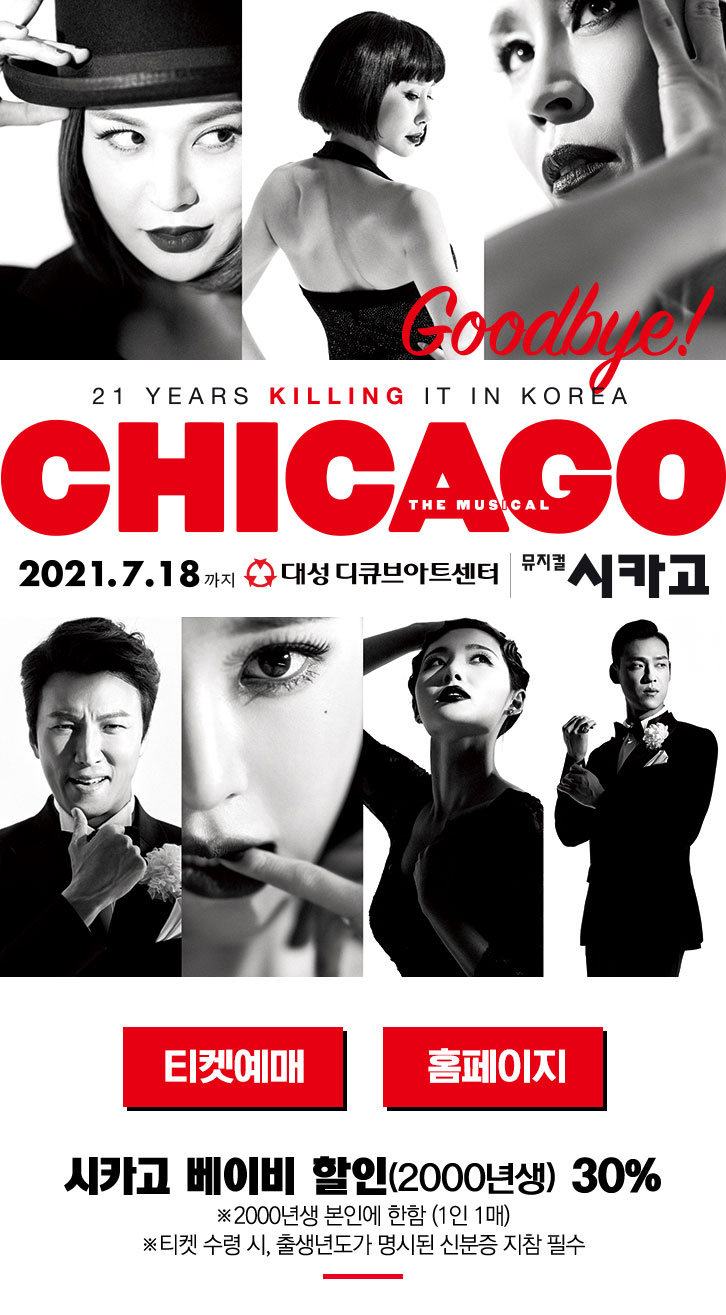 Goodbye!
21 YEARS KILLING IT IN KOREA
CHICAGO
THE MUSICAL
2021.7.18까지 대성 디큐브아트센터 뮤지컬 시카고
티켓예매 홈페이지
시카고 베이비 할인(2000년생) 30%
※2000년생 본인에 한함 (1인 1매)
※티켓 수령 시, 출생년도가 명시된 신분증 지참 필수